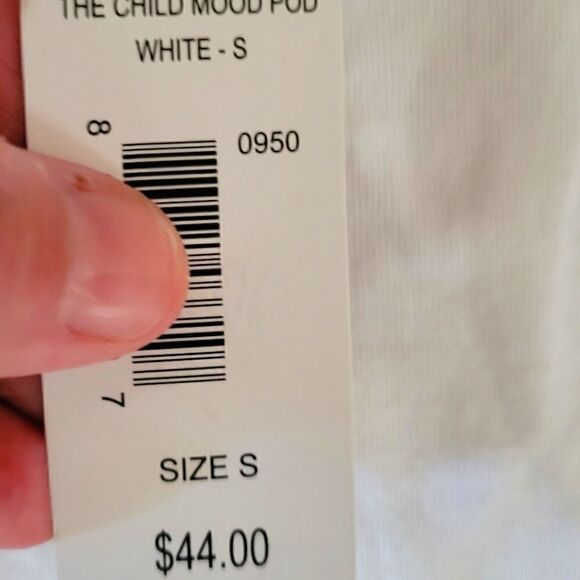 THE CHILD MOOD POD
WHITE - S
8
0950
7
SIZE S
$44.00